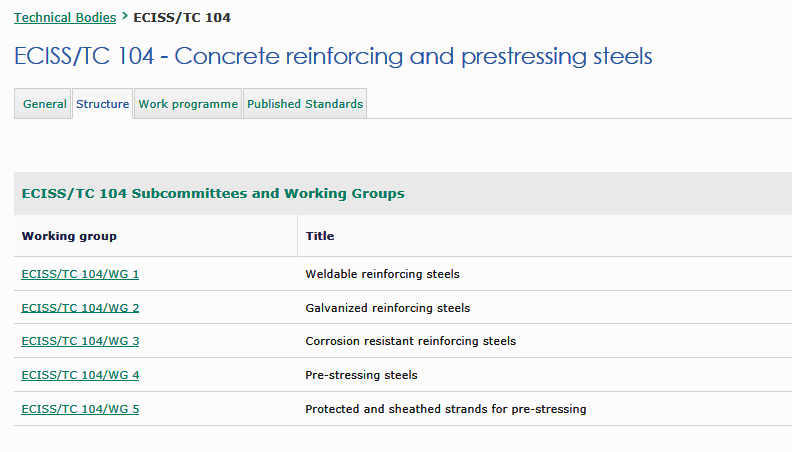 Technical Bodies > ECISS/TC 104
ECISS/TC 104 - Concrete reinforcing and prestressing steels
General Structure Work programme Published Standards
ECISS/TC 104 Subcommittees and Working Groups
Working group Title
ECISS/TC 104/WG 1 Weldable reinforcing steels
ECISS/TC 104/WG 2 Galvanized reinforcing steels
ECISS/TC 104/WG 3 Corrosion resistant reinforcing steels
ECISS/TC 104/WG 4 Pre-stressing steels
ECISS/TC 104/WG 5 Protected and sheathed strands for pre-stressing